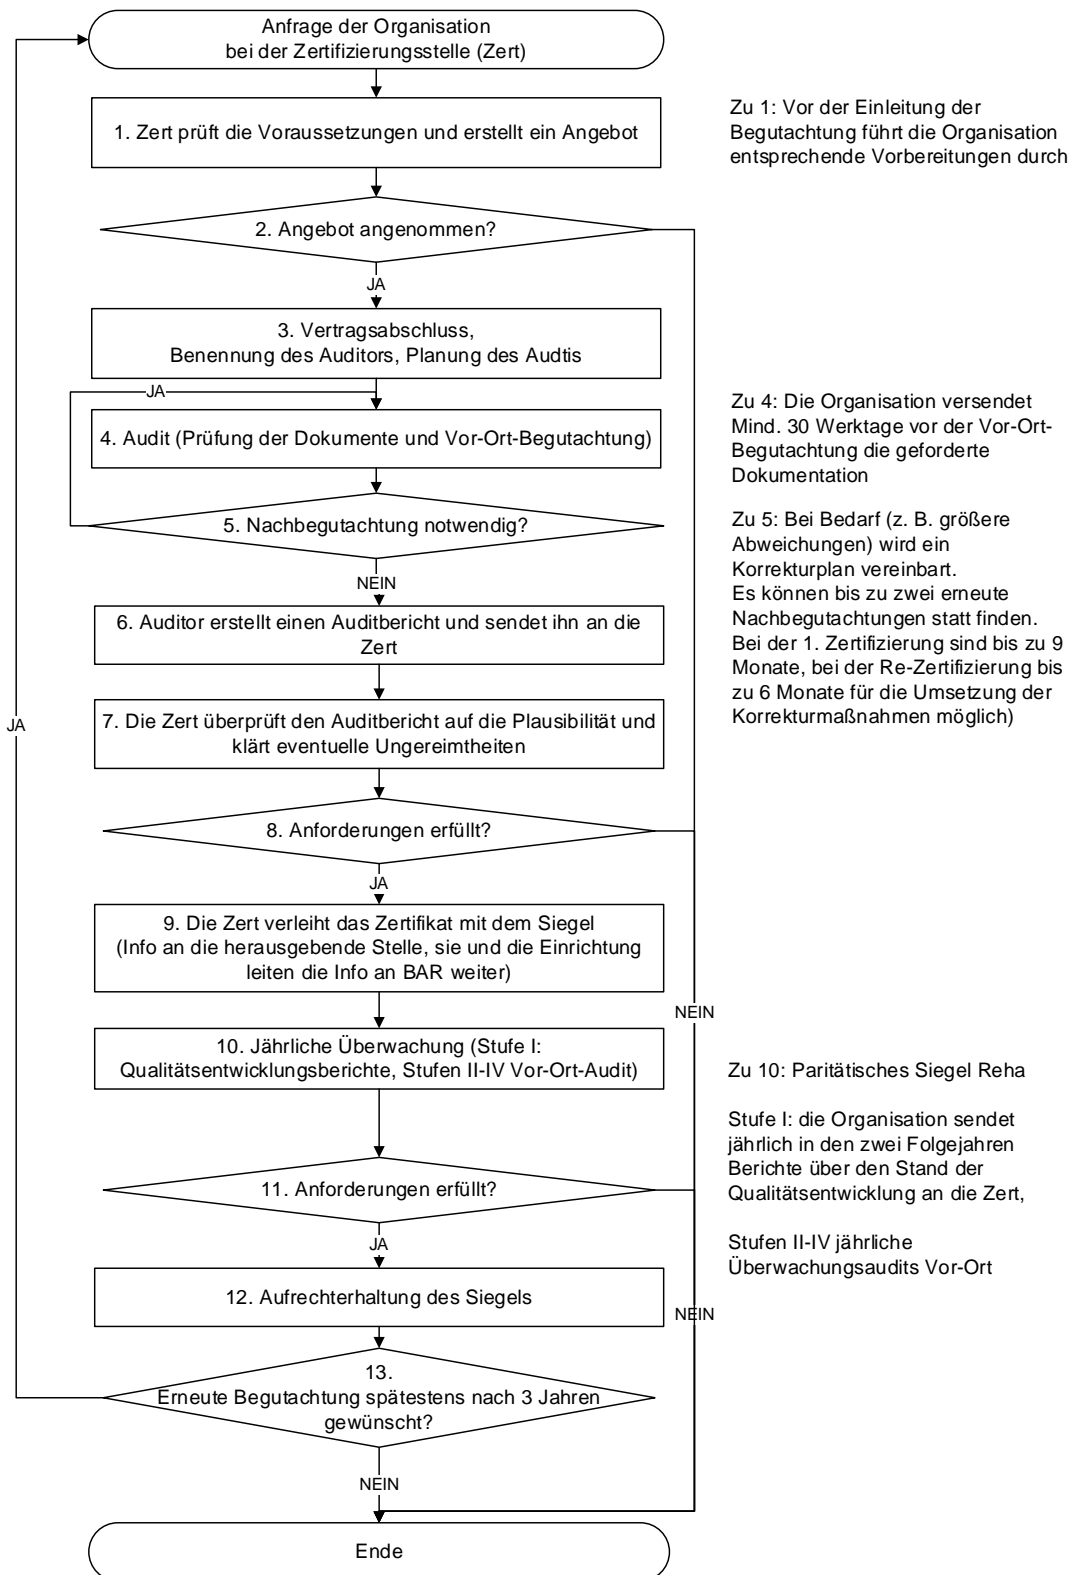 Anfrage der Organisation
bei der Zertifizierungsstelle (Zert)
1. Zert prüft die Voraussetzungen und erstellt ein Angebot
Zu 1: Vor der Einleitung der
Begutachtung führt die Organisation
entsprechende Vorbereitungen durch
2. Angebot angenommen?
JA
3. Vertragsabschluss,
Benennung des Auditors, Planung des Audtis
JA
4. Audit (Prüfung der Dokumente und Vor-Ort-Begutachtung)
Zu 4: Die Organisation versendet
Mind. 30 Werktage vor der Vor-Ort-
Begutachtung die geforderte
Dokumentation
5. Nachbegutachtung notwendig?
Zu 5: Bei Bedarf (z. B. größere
Abweichungen) wird ein
Korrekturplan vereinbart.
Es können bis zu zwei erneute
Nachbegutachtungen statt finden.
Bei der 1. Zertifizierung sind bis zu 9
Monate, bei der Re-Zertifizierung bis
zu 6 Monate für die Umsetzung der
Korrekturmaßnahmen möglich)
NEIN
6. Auditor erstellt einen Auditbericht und sendet ihn an die
Zert
7. Die Zert überprüft den Auditbericht auf die Plausibilität und
klärt eventuelle Ungereimtheiten
JA
8. Anforderungen erfüllt?
JA
9. Die Zert verleiht das Zertifikat mit dem Siegel
(Info an die herausgebende Stelle, sie und die Einrichtung
leiten die Info an BAR weiter)
NEIN
10. Jährliche Überwachung (Stufe I:
Qualitätsentwicklungsberichte, Stufen II-IV Vor-Ort-Audit)
Zu 10: Paritätisches Siegel Reha
Stufe I: die Organisation sendet
jährlich in den zwei Folgejahren
Berichte über den Stand der
Qualitätsentwicklung an die Zert,
Stufen II-IV jährliche
Überwachungsaudits Vor-Ort
11. Anforderungen erfüllt?
JA
12. Aufrechterhaltung des Siegels
NEIN
13.
Erneute Begutachtung spätestens nach 3 Jahren
gewünscht?
NEIN
Ende